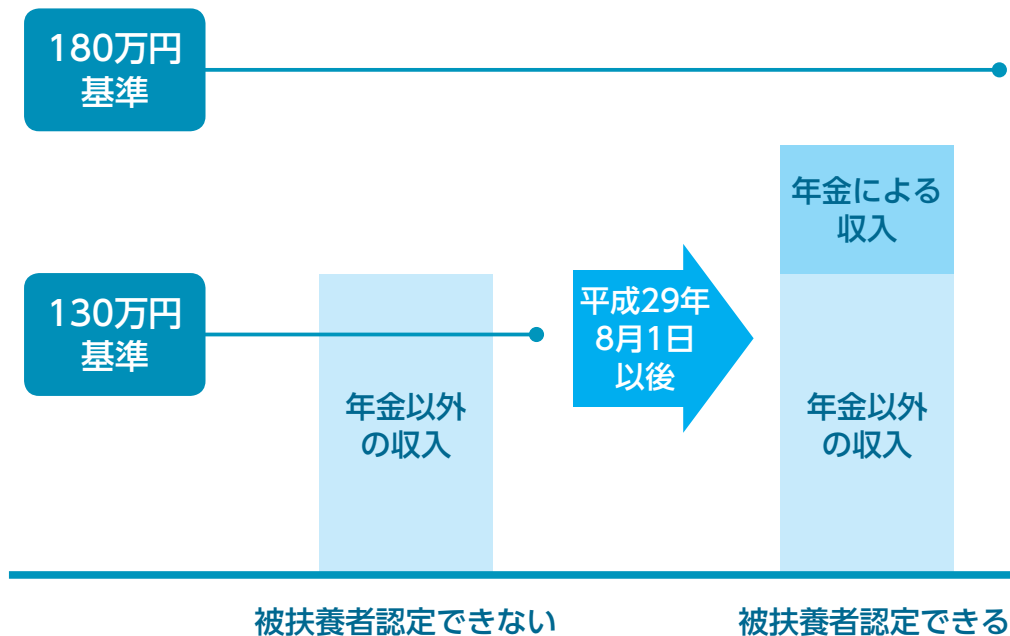 180万円
基準
年金による
収入
130万円
基準
平成29年
8月1日
以後
年金以外
の収入
年金以外
の収入
被扶養者認定できない
被扶養者認定できる